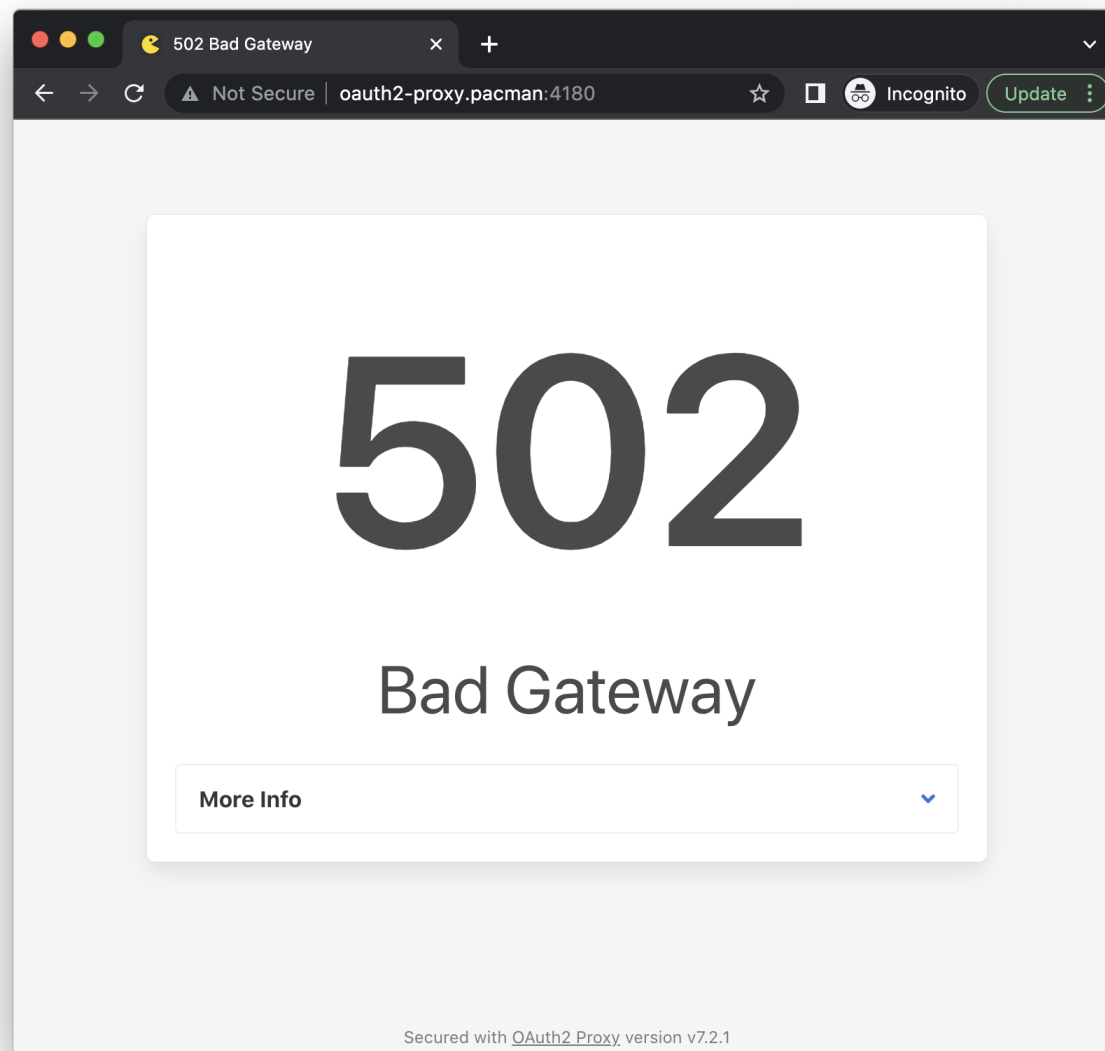 502 Bad Gateway
Not Secure oauth2-proxy.pacman:4180 Incognito Update
502
Bad Gateway
More Info
Secured with OAuth2 Proxy version v7.2.1